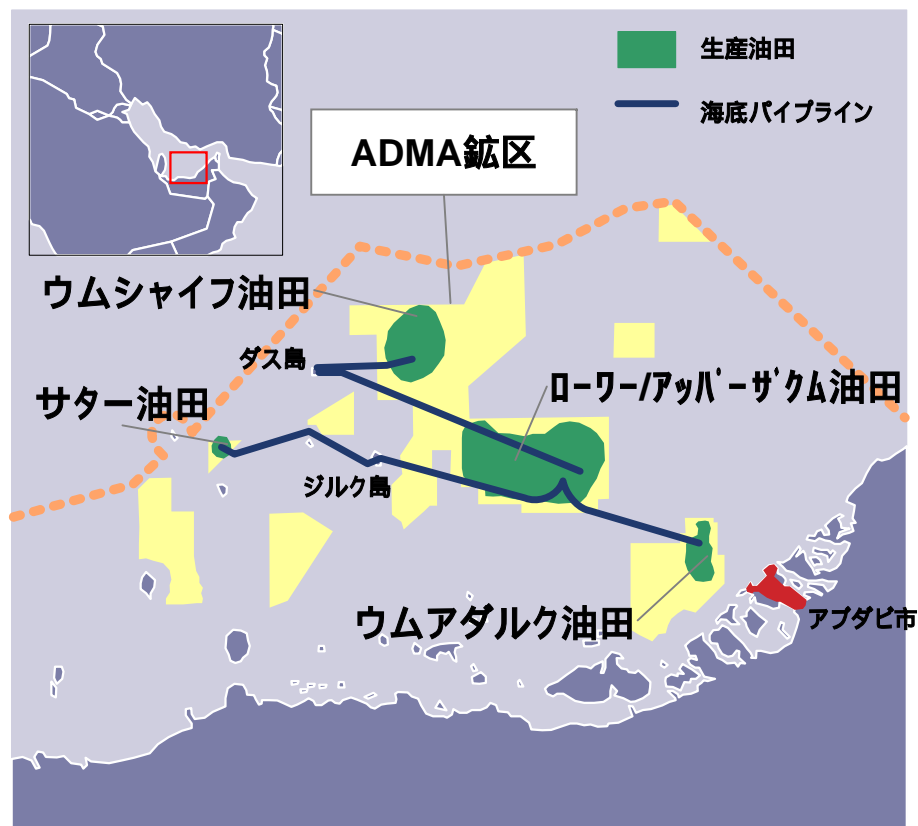 生産油田
海底パイプライン
ADMA鉱区
ウムシャイフ油田
ダス島
ローワー/アッパーザクム油田
サター油田
ジルク島
ウムアダルク油田
アブダビ市